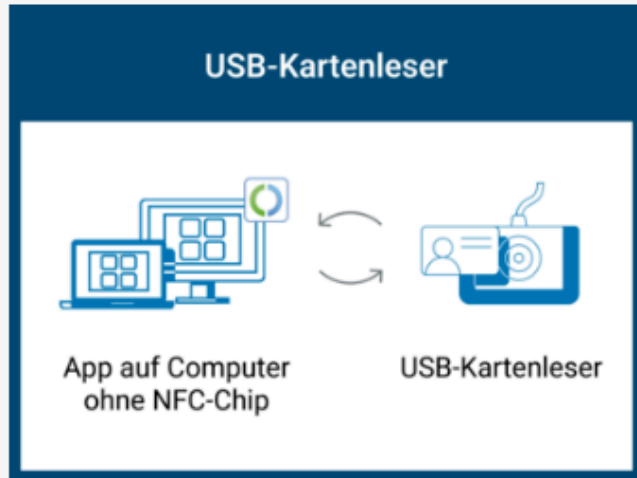 USB-Kartenleser
App auf Computer
ohne NFC-Chip
USB-Kartenleser